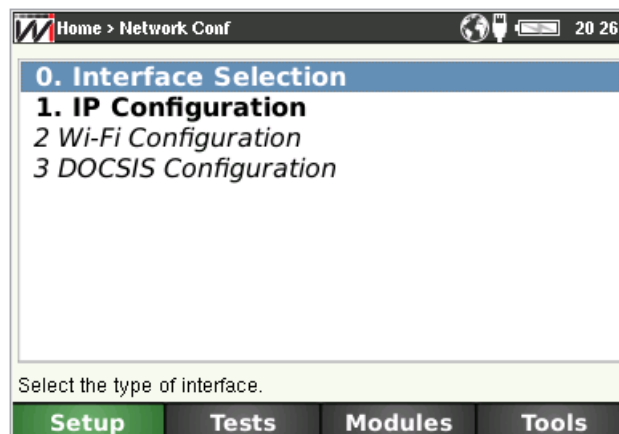 Home > Network Conf 20 26
0. Interface Selection
1. IP Configuration
2 Wi-Fi Configuration
3 DOCSIS Configuration
Select the type of interface.
Setup Tests Modules Tools